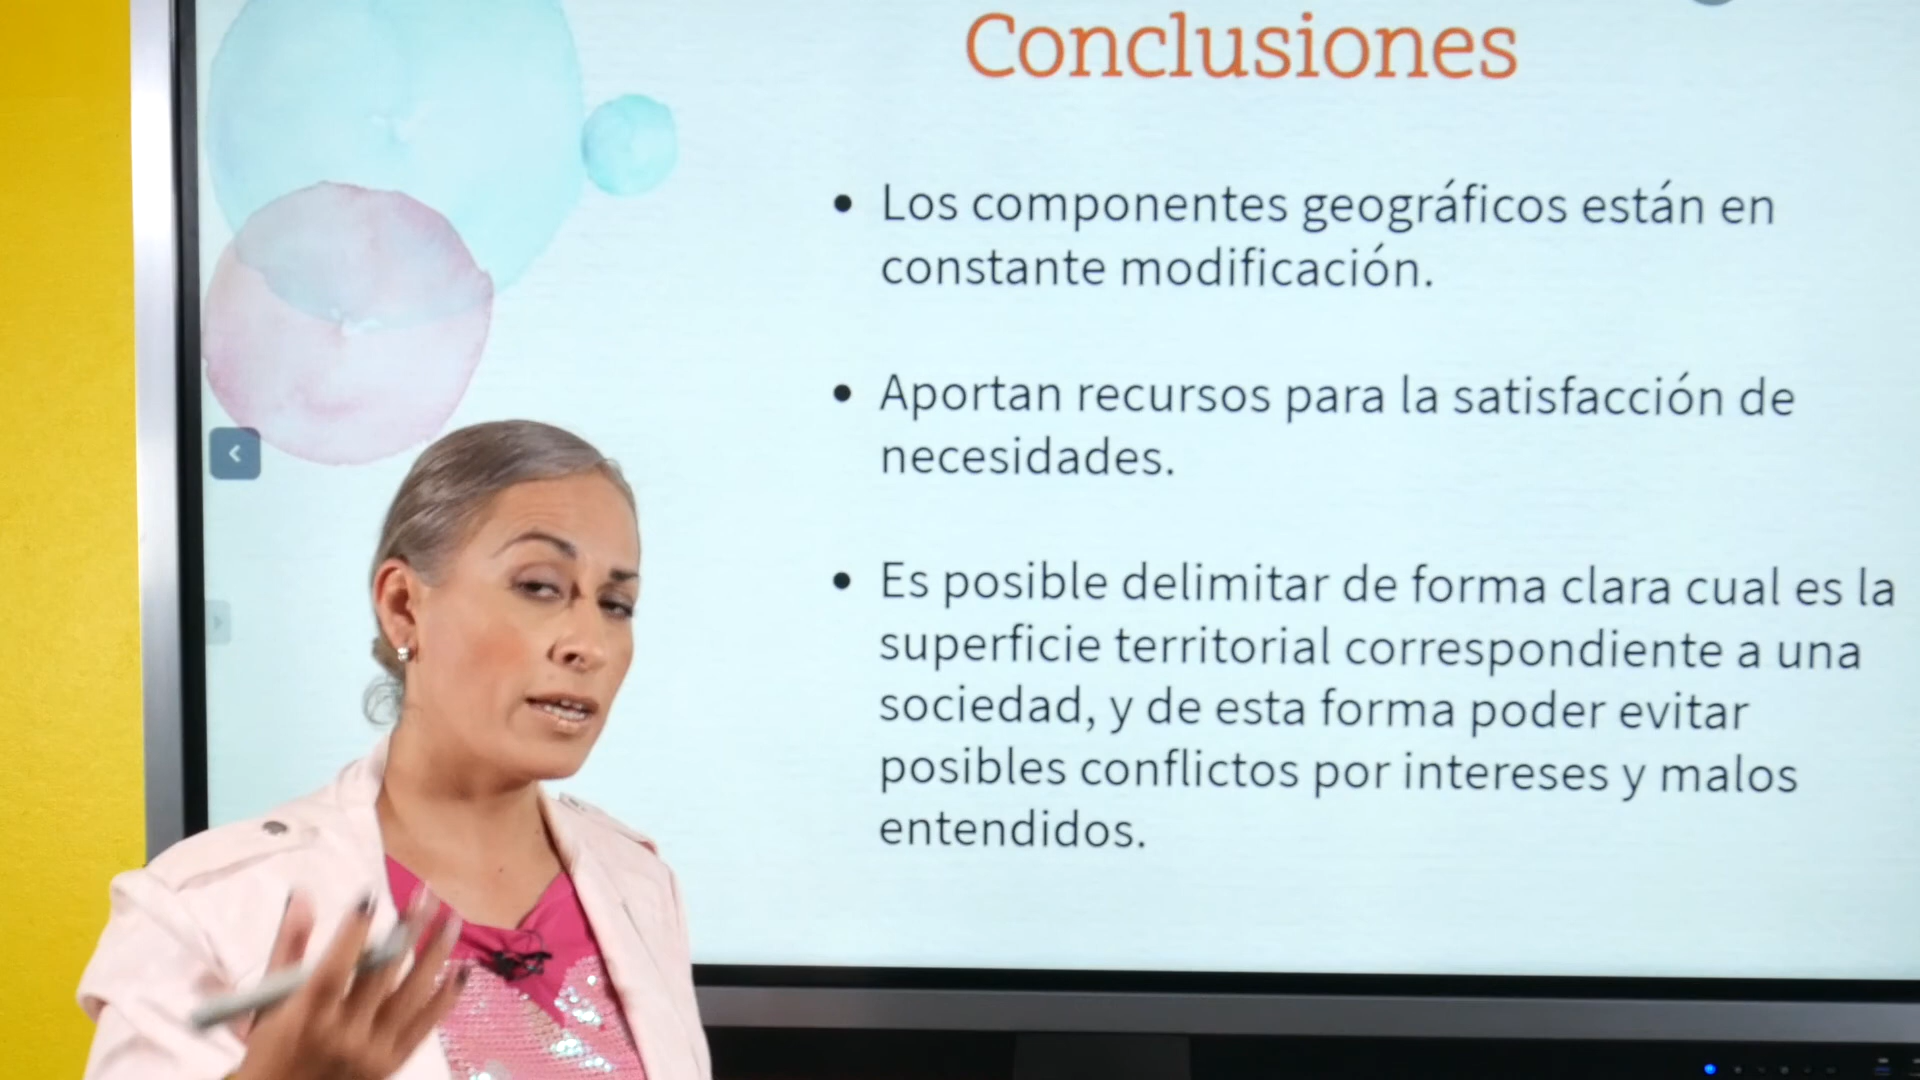 Conclusiones
• Los componentes geográficos están en
constante modificación.
• Aportan recursos para la satisfacción de
necesidades.
• Es posible delimitar de forma clara cual es la
superficie territorial correspondiente a una
sociedad, y de esta forma poder evitar
posibles conflictos por intereses y malos
entendidos.